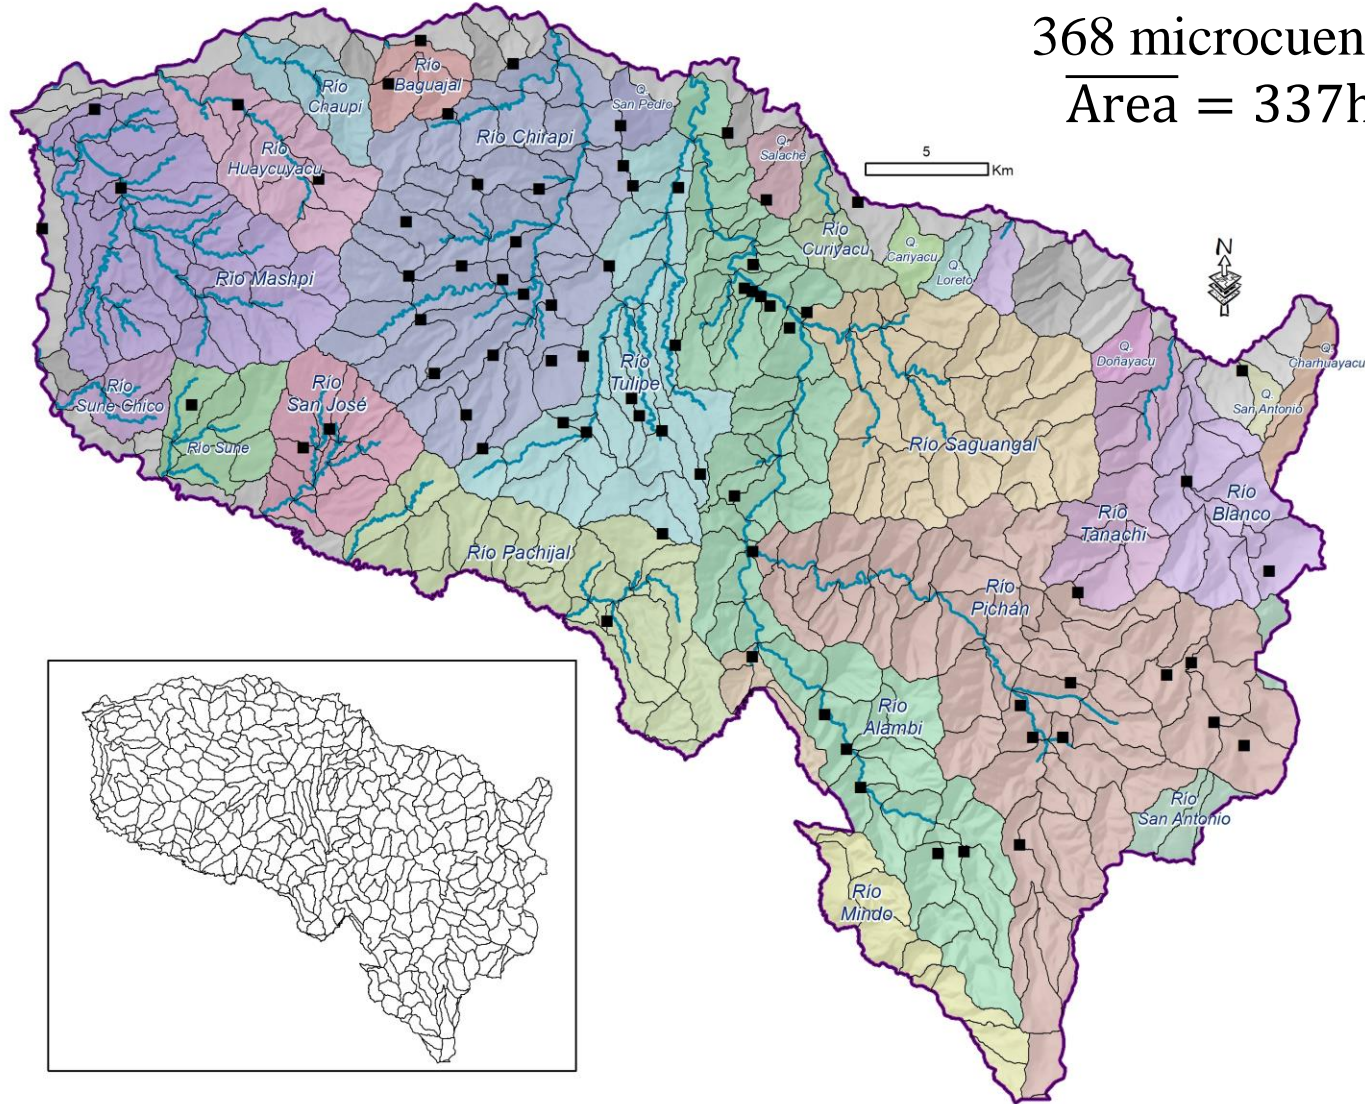 368 microcuen
Area = 337h
Río
Baguajal
Río
Chaupi
Q.
San Pedro
Río Chirapi
Q.
Salache
5
Km
Río
Huaycuyacu
Río
Curiyacu
Q.
Cariyacu
Q.
Loreto
N
Río Mashpi
Q.
Doñayacu
Q.
Charhuayacu
Río
Tulipe
Río
San José
Río
Sune Chico
Q.
San Antonio
Río Sune
Río Saguangal
Río
Blanco
Río
Tanachi
Río Pachijal
Río
Pichán
Río
Alambi
Río
San Antonio
Río
Mindo